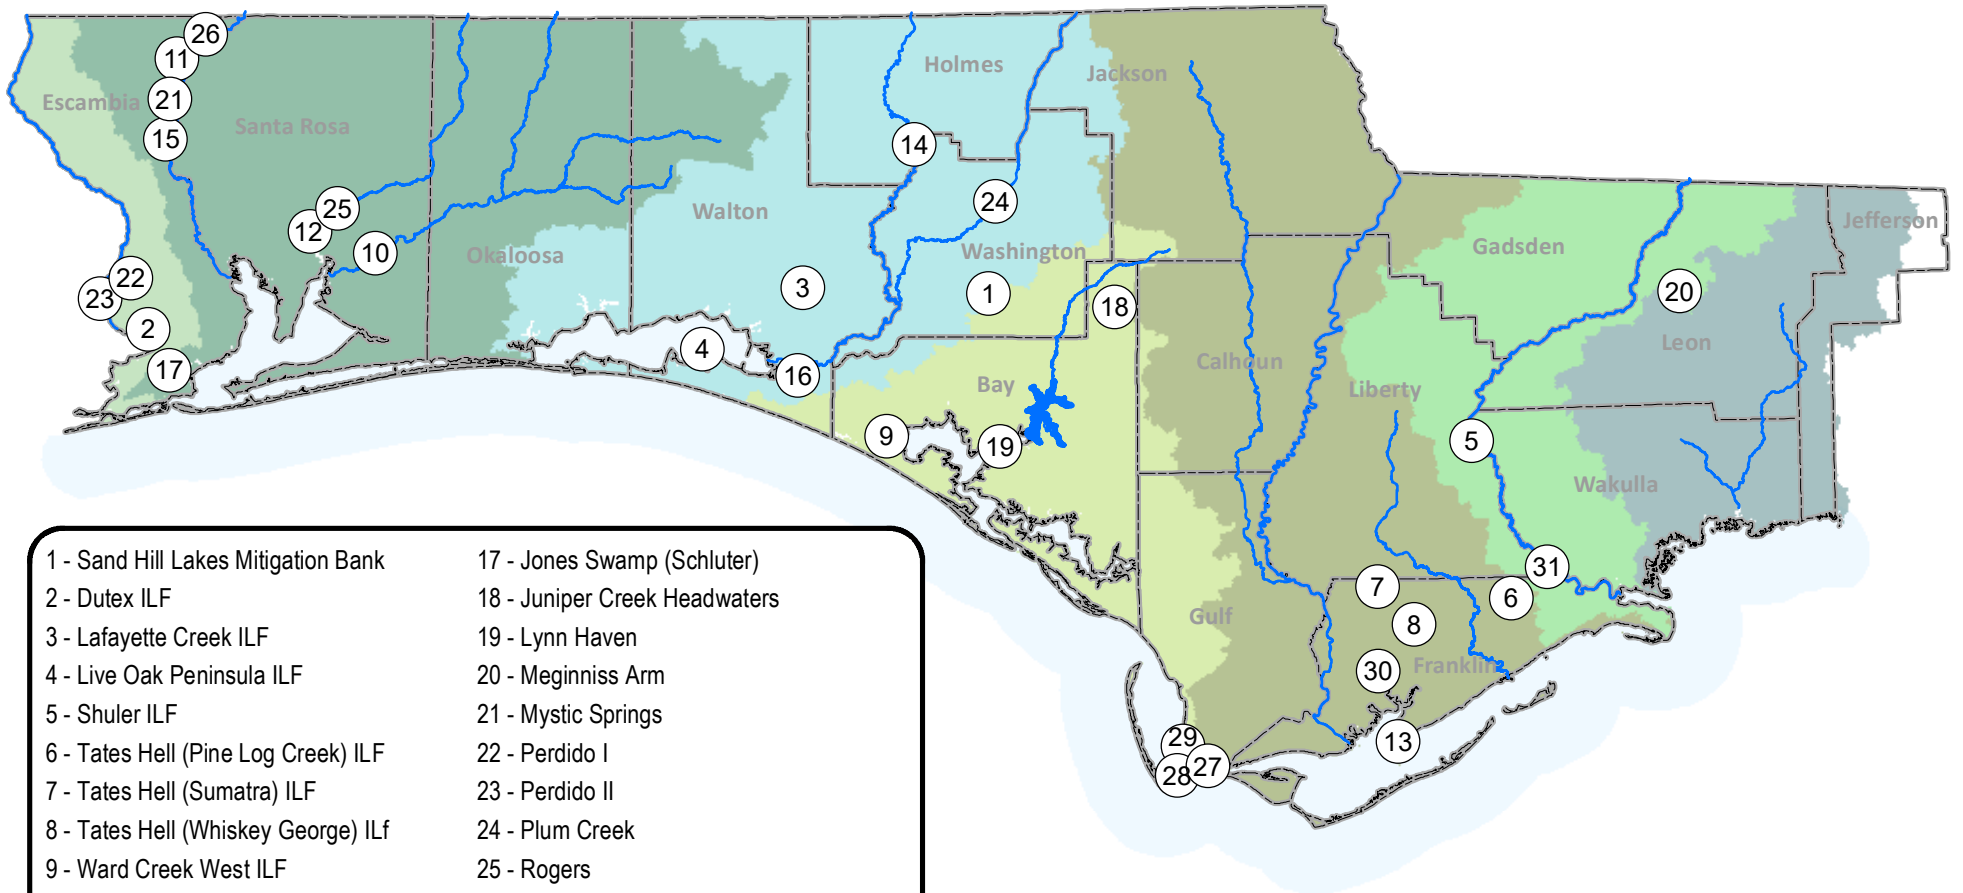 26
11
Holmes
Jackson
Escambia
21
Santa Rosa
15
14
25
24
Walton
12
Jefferson
10
Okaloosa
Washington
Gadsden
22
23
3
1
18
20
2
4
Leon
17
16
Bay
Calhoun
Liberty
9
19
5
Wakulla
31
7
6
Gulf
8
30
Franklin
29
13
28
27
1 - Sand Hill Lakes Mitigation Bank
2 - Dutex ILF
3 - Lafayette Creek ILF
4 - Live Oak Peninsula ILF
5 - Shuler ILF
6 - Tates Hell (Pine Log Creek) ILF
7 - Tates Hell (Sumatra) ILF
8 - Tates Hell (Whiskey George) ILf
9 - Ward Creek West ILF
17 - Jones Swamp (Schluter)
18 - Juniper Creek Headwaters
19 - Lynn Haven
20 - Meginniss Arm
21 - Mystic Springs
22 - Perdido I
23 - Perdido II
24 - Plum Creek
25 - Rogers